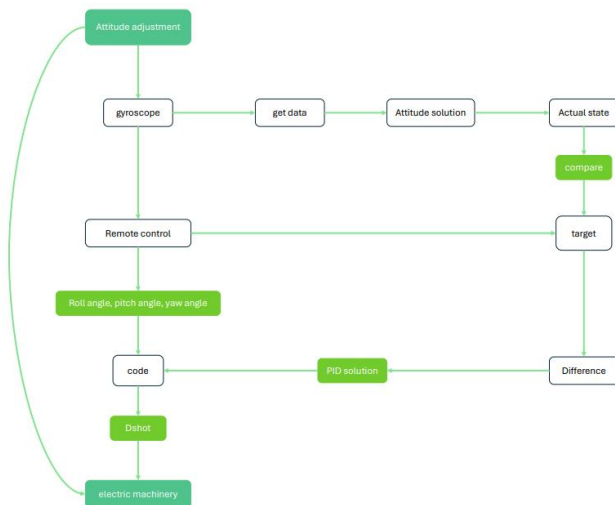 Attitude adjustment
gyroscope
get data
Attitude solution
Actual state
compare
Remote control
target
Roll angle, pitch angle, yaw angle
code
PID solution
Difference
Dshot
electric machinery